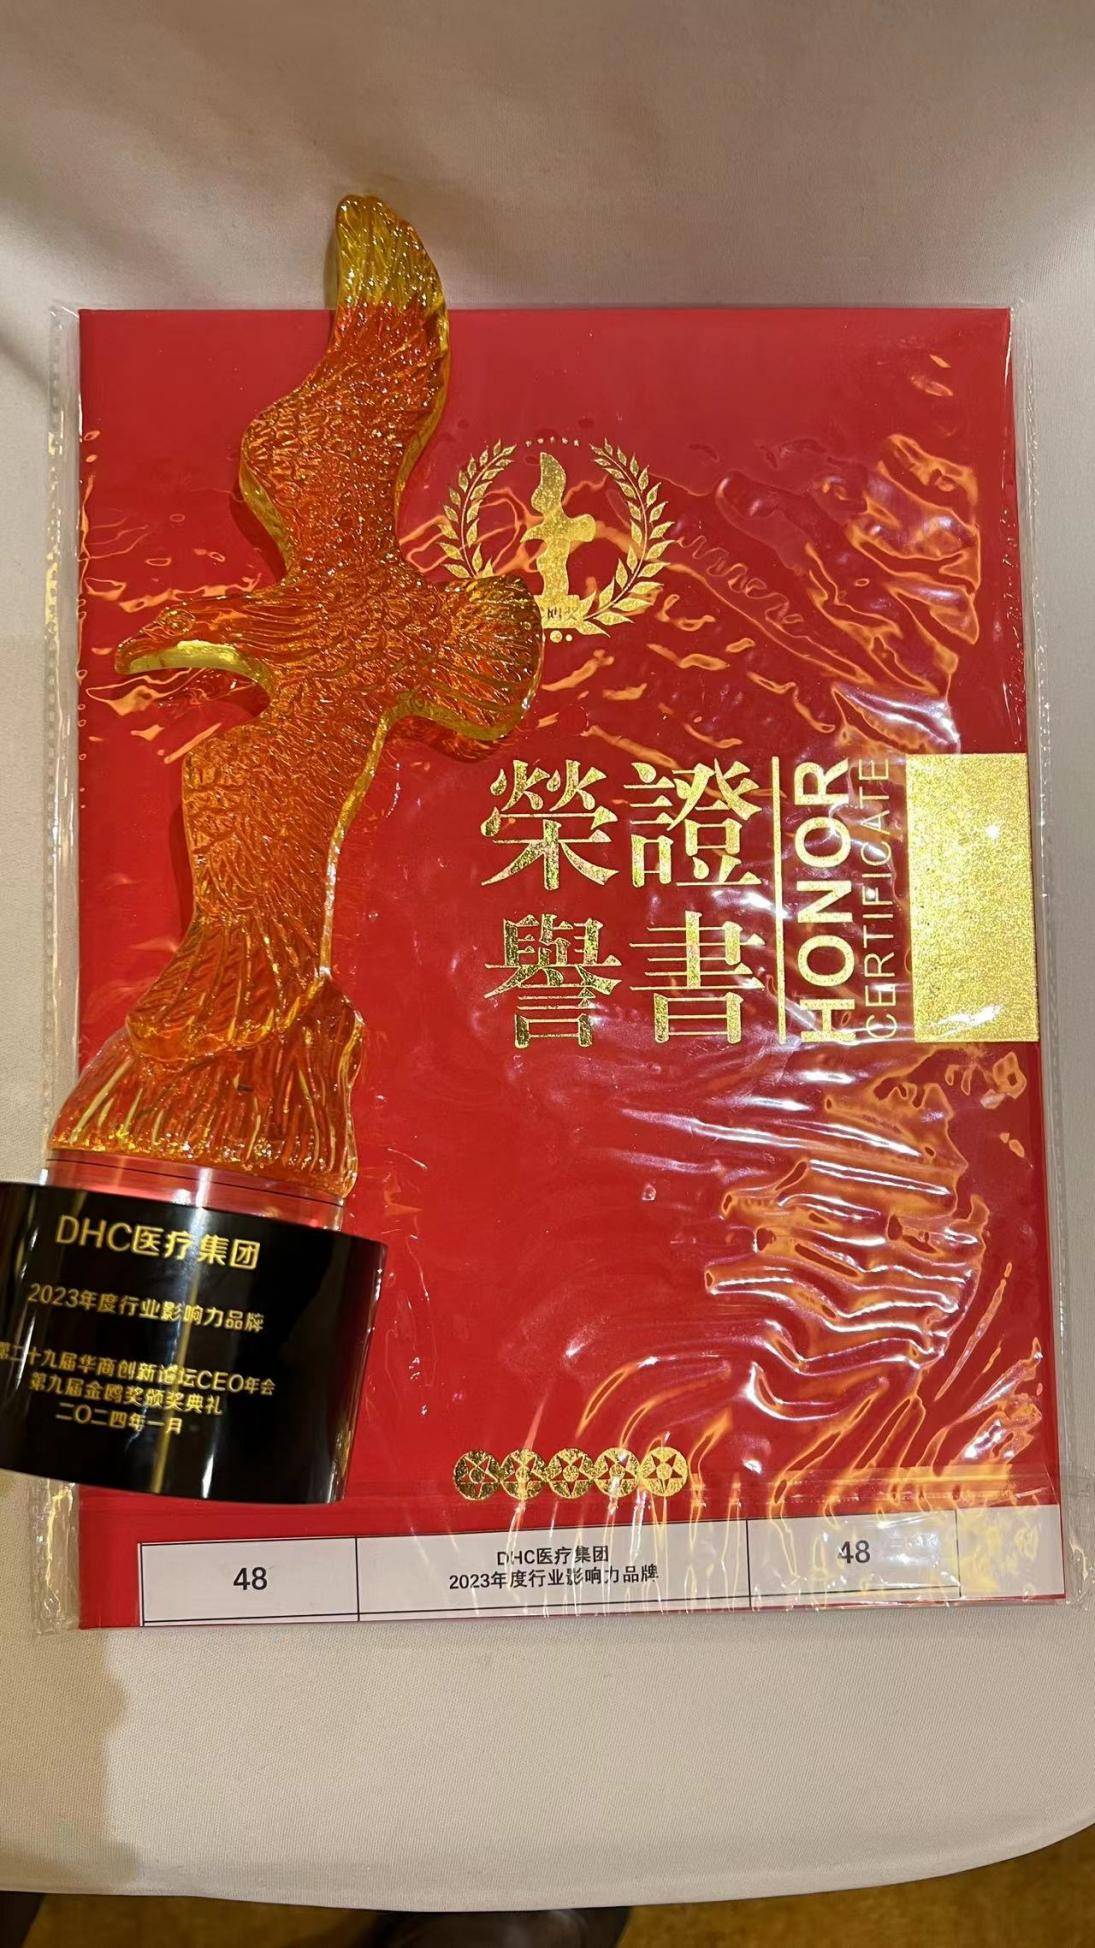 榮證
譽書
HONOR
CERTIFICATE
DHC医疗集团
2023年度行业影响力品牌
第二十九届华商创新论坛CEO年会
第九届金鸥奖颁奖典礼
二〇二四年一月
48
DHC医疗集团
2023年度行业影响力品牌
48